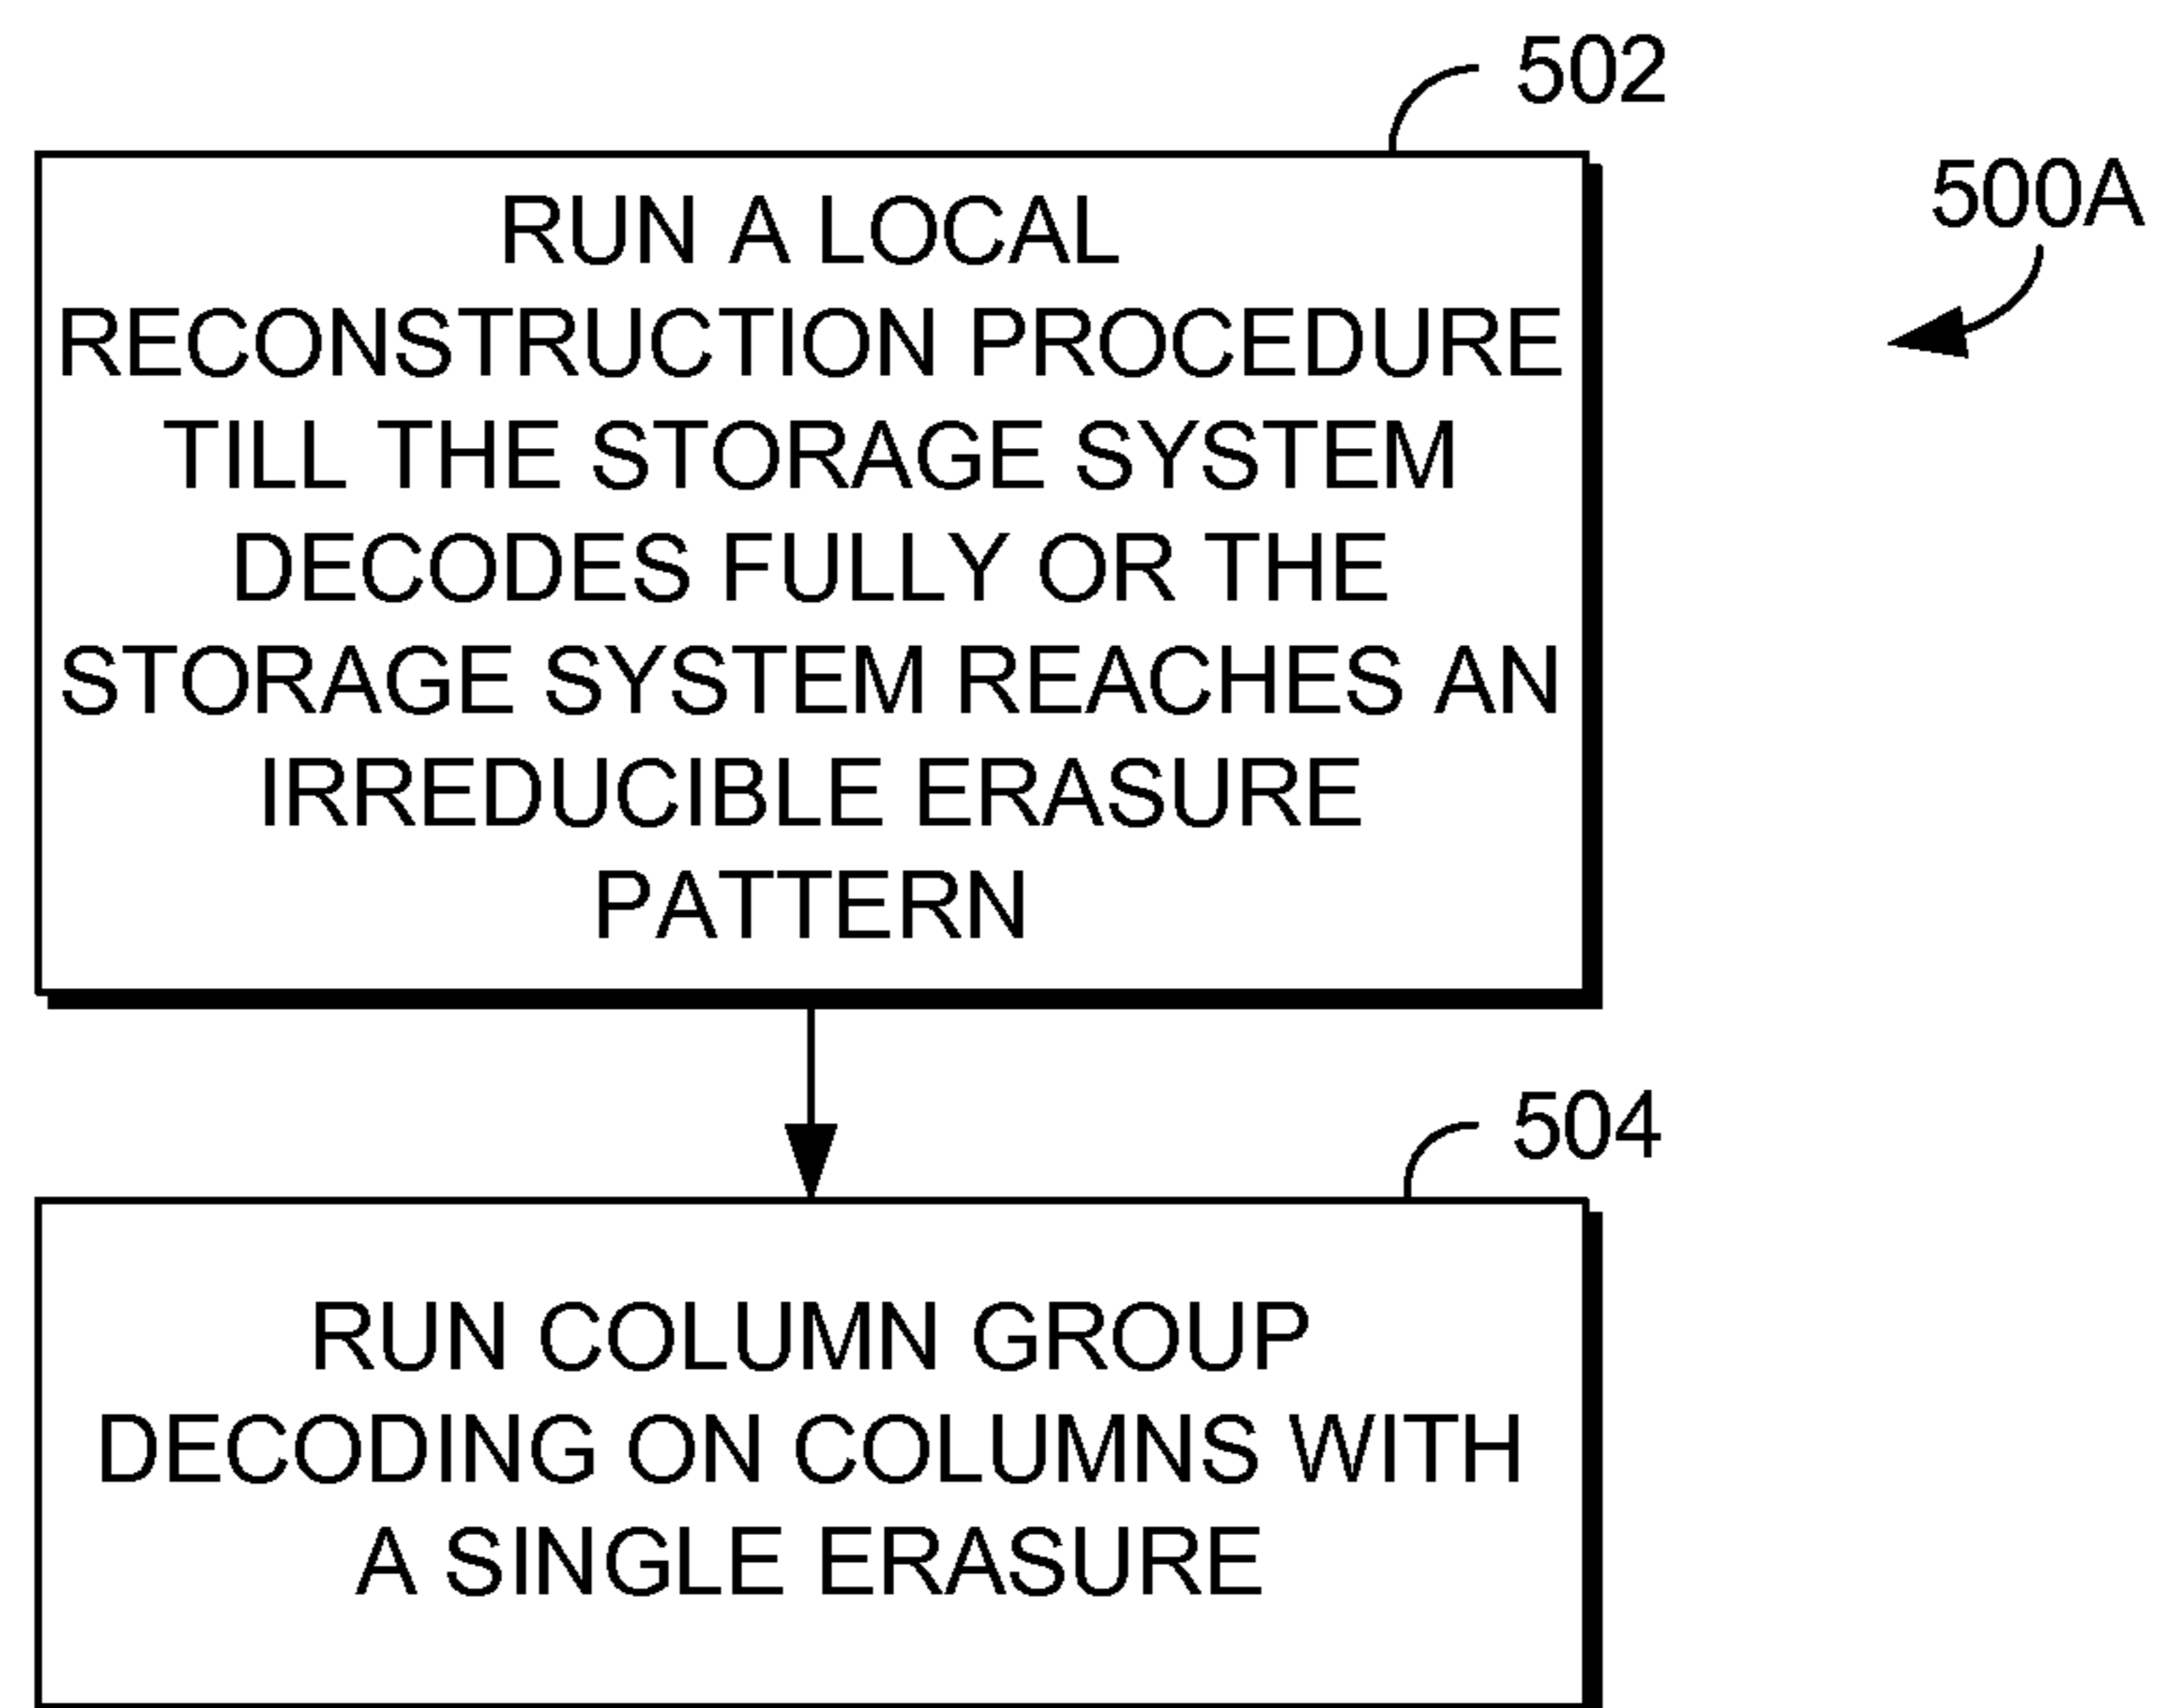 502
500A
RUN A LOCAL
RECONSTRUCTION PROCEDURE
TILL THE STORAGE SYSTEM
DECODES FULLY OR THE
STORAGE SYSTEM REACHES AN
IRREDUCIBLE ERASURE
PATTERN
504
RUN COLUMN GROUP
DECODING ON COLUMNS WITH
A SINGLE ERASURE